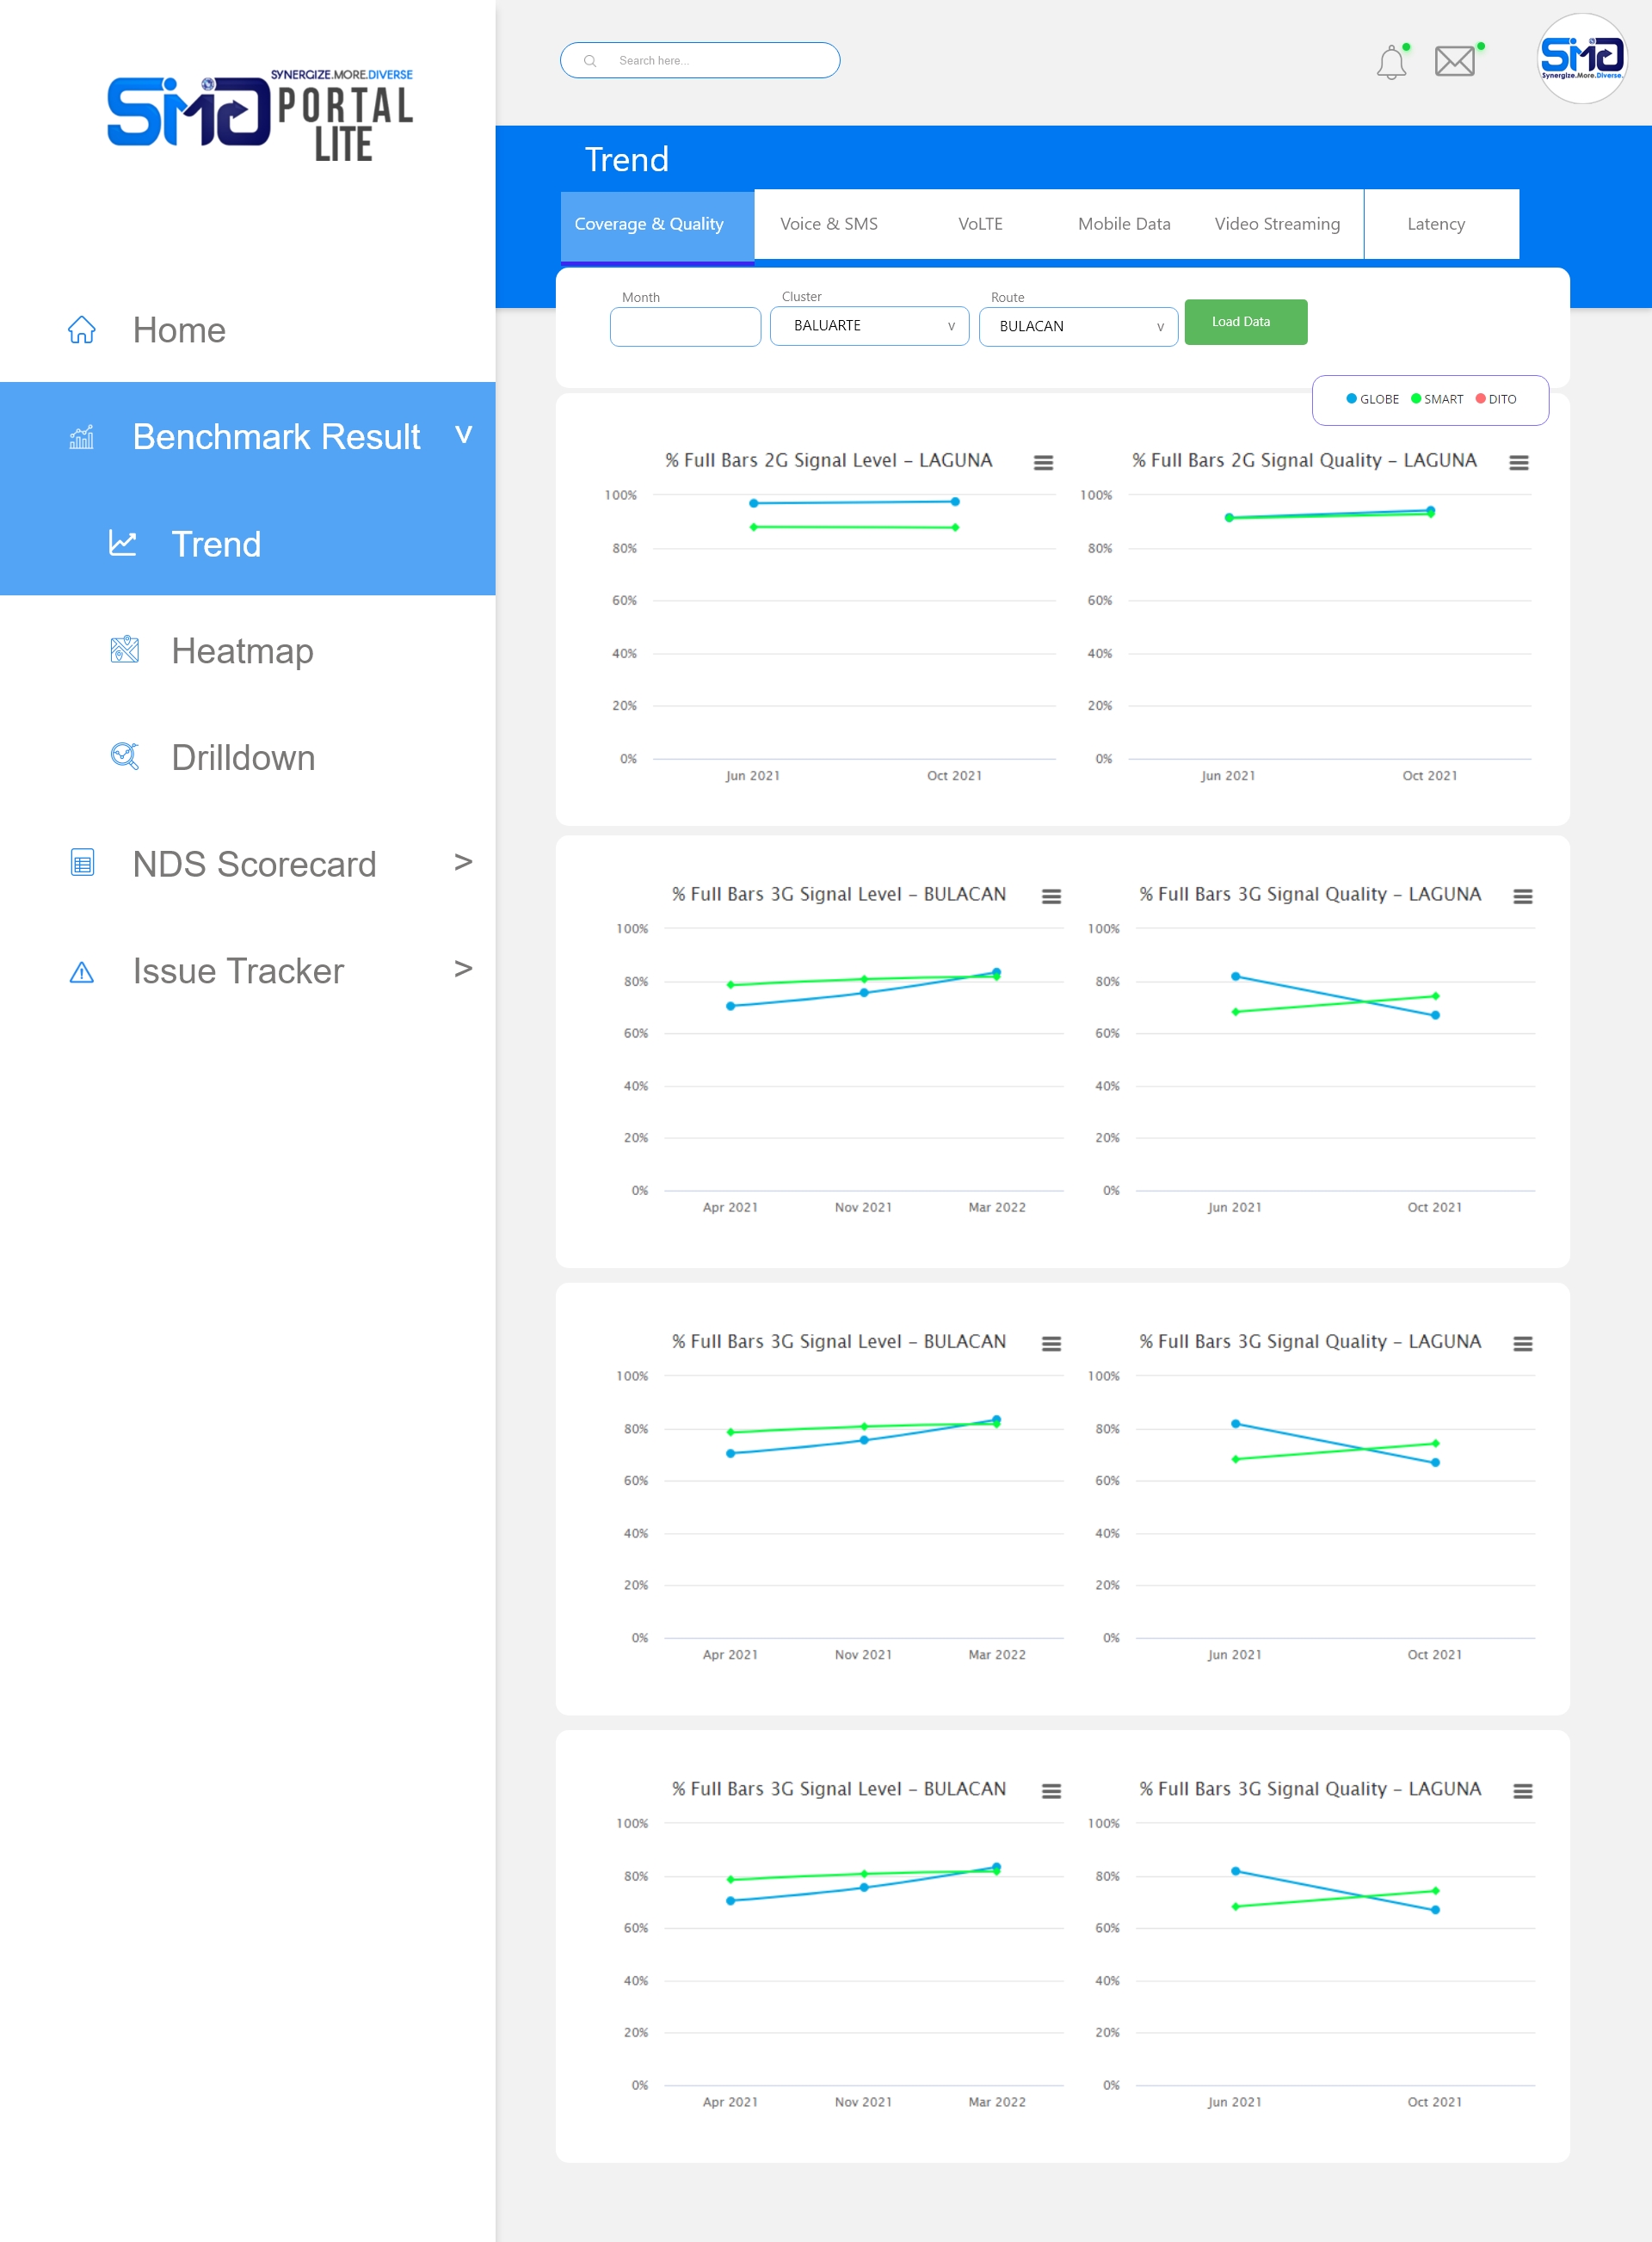 SYNERGIZE.MORE.DIVERSE
SMD PORTAL
LITE
Search here...
SMD
Synergize.More.Diverse.
Home
Benchmark Result v
Trend
Heatmap
Drilldown
NDS Scorecard >
Issue Tracker >
Trend
Coverage & Quality Voice & SMS VoLTE Mobile Data Video Streaming Latency
Month Cluster Route
BALUARTE v BULACAN v Load Data
GLOBE SMART DITO
% Full Bars 2G Signal Level – LAGUNA
100%
80%
60%
40%
20%
0%
Jun 2021 Oct 2021
% Full Bars 2G Signal Quality – LAGUNA
100%
80%
60%
40%
20%
0%
Jun 2021 Oct 2021
% Full Bars 3G Signal Level – BULACAN
100%
80%
60%
40%
20%
0%
Apr 2021 Nov 2021 Mar 2022
% Full Bars 3G Signal Quality – LAGUNA
100%
80%
60%
40%
20%
0%
Jun 2021 Oct 2021
% Full Bars 3G Signal Level – BULACAN
100%
80%
60%
40%
20%
0%
Apr 2021 Nov 2021 Mar 2022
% Full Bars 3G Signal Quality – LAGUNA
100%
80%
60%
40%
20%
0%
Jun 2021 Oct 2021
% Full Bars 3G Signal Level – BULACAN
100%
80%
60%
40%
20%
0%
Apr 2021 Nov 2021 Mar 2022
% Full Bars 3G Signal Quality – LAGUNA
100%
80%
60%
40%
20%
0%
Jun 2021 Oct 2021